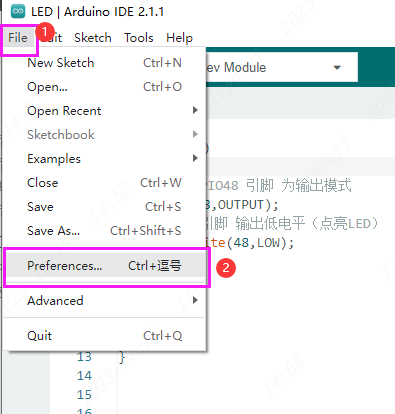 LED | Arduino IDE 2.1.1
File Edit Sketch Tools Help
1
New Sketch Ctrl+N
ev Module
Open... Ctrl+O
Open Recent
Sketchbook
)
Examples
Close Ctrl+W
PIO48 引脚 为输出模式
Save Ctrl+S
8,OUTPUT);
引脚 输出低电平（点亮LED）
Save As... Ctrl+Shift+S
ite(48,LOW);
Preferences... Ctrl+逗号
2
Advanced
Quit Ctrl+Q
13 }
14
15
16